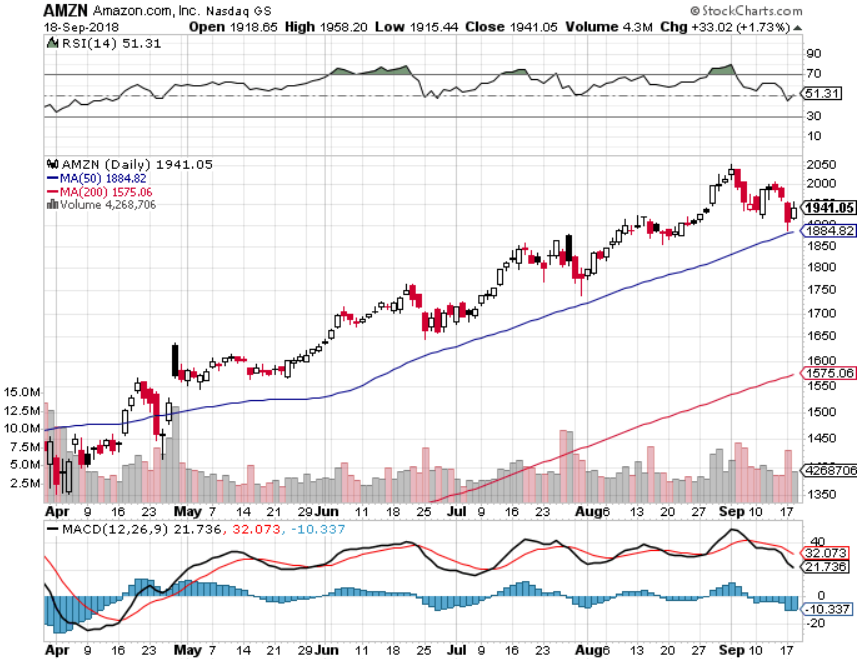 AMZN Amazon.com, Inc. Nasdaq GS © StockCharts.com
18-Sep-2018 Open 1918.65 High 1958.20 Low 1915.44 Close 1941.05 Volume 4.3M Chg +33.02 (+1.73%)
RSI(14) 51.31
90
70
51.31
30
10
AMZN (Daily) 1941.05
MA(50) 1884.82
MA(200) 1575.06
Volume 4,268,706
2050
2000
1941.05
1884.82
1850
1800
1750
1700
1650
1600
1575.06
1550
1500
1450
4268706
1350
15.0M
12.5M
10.0M
7.5M
5.0M
2.5M
Apr 9 16 23 May 7 14 21 29 Jun 11 18 25 Jul 9 16 23 Aug 6 13 20 27 Sep 10 17
MACD(12,26,9) 21.736, 32.073, -10.337
40
32.073
21.736
0
-10.337
-20
Apr 9 16 23 May 7 14 21 29 Jun 11 18 25 Jul 9 16 23 Aug 6 13 20 27 Sep 10 17